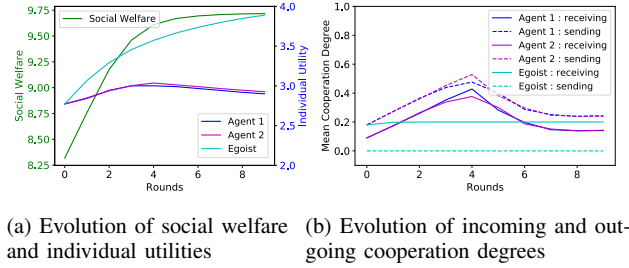 Social Welfare
9.75
9.50
9.25
9.00
8.75
8.50
8.25
Social Welfare
4.0
3.5
3.0
2.5
2.0
Individual Utility
Agent 1
Agent 2
Egoist
0 2 4 6 8
Rounds
Mean Cooperation Degree
1.0
0.8
0.6
0.4
0.2
0.0
Agent 1 : receiving
Agent 1 : sending
Agent 2 : receiving
Agent 2 : sending
Egoist : receiving
Egoist : sending
0 2 4 6 8
Rounds
(a) Evolution of social welfare
and individual utilities
(b) Evolution of incoming and out-
going cooperation degrees